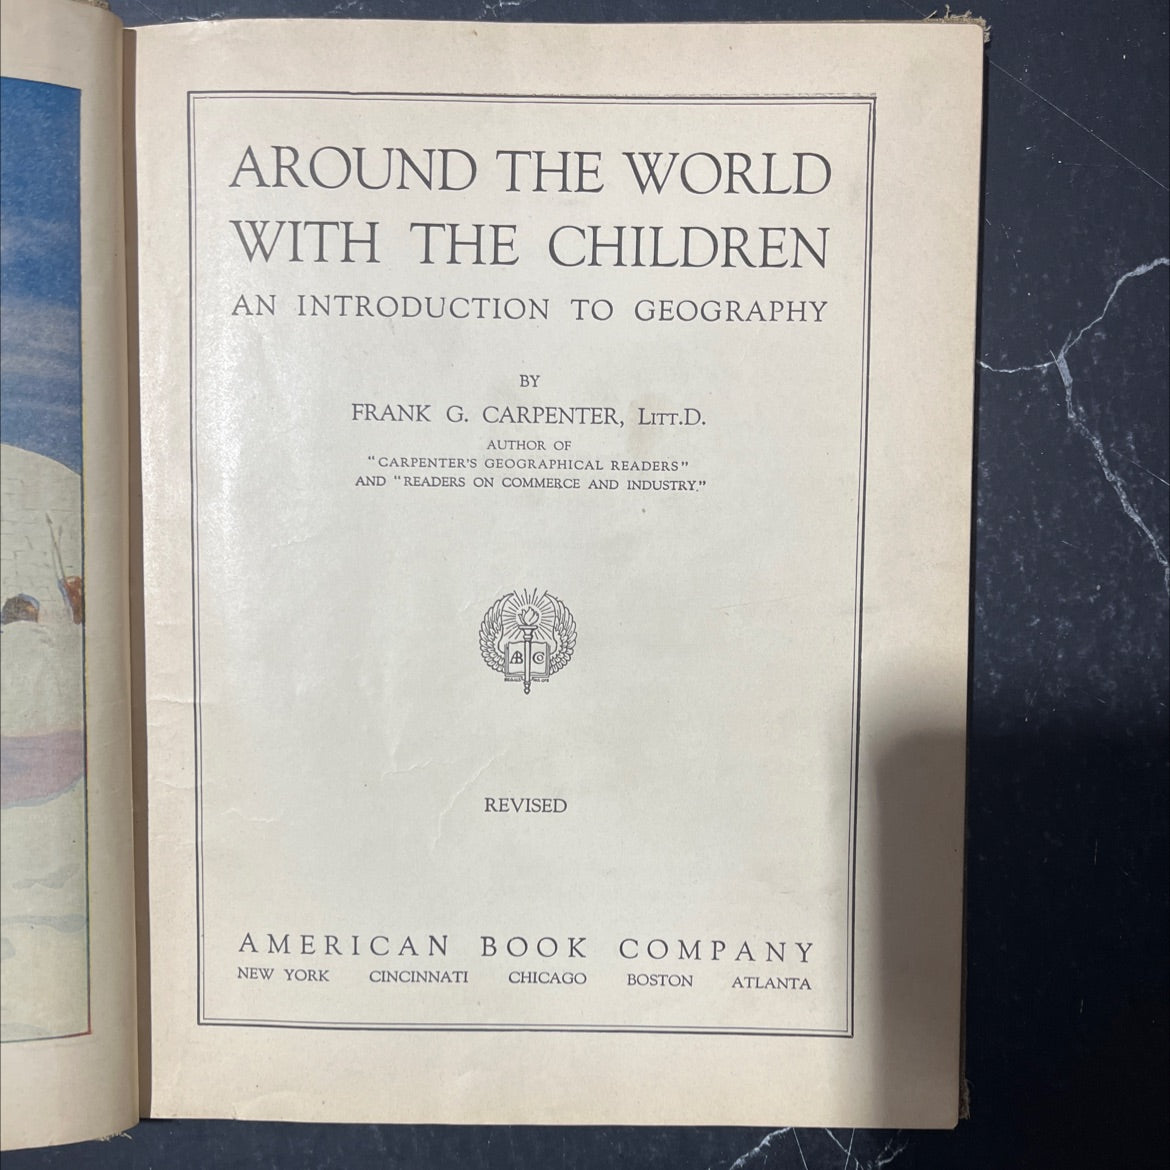 AROUND THE WORLD
WITH THE CHILDREN
AN INTRODUCTION TO GEOGRAPHY
BY
FRANK G. CARPENTER, LITT.D.
AUTHOR OF
"CARPENTER'S GEOGRAPHICAL READERS"
AND "READERS ON COMMERCE AND INDUSTRY."
AB C
REVISED
AMERICAN BOOK COMPANY
NEW YORK CINCINNATI CHICAGO BOSTON ATLANTA